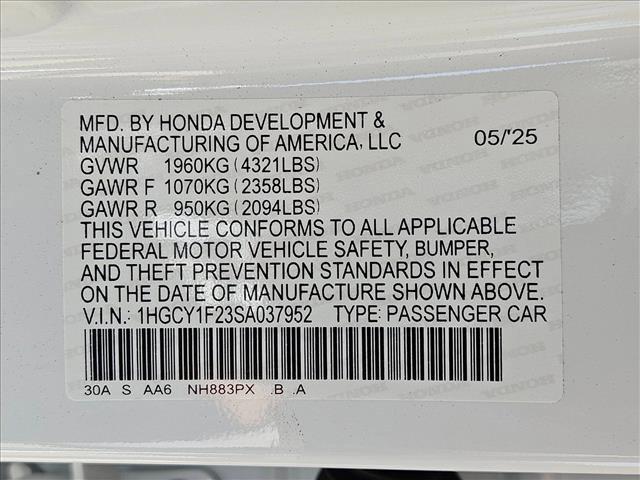 MFD. BY HONDA DEVELOPMENT &
MANUFACTURING OF AMERICA, LLC 05/'25
GVWR 1960KG (4321LBS)
GAWR F 1070KG (2358LBS)
GAWR R 950KG (2094LBS)
THIS VEHICLE CONFORMS TO ALL APPLICABLE
FEDERAL MOTOR VEHICLE SAFETY, BUMPER,
AND THEFT PREVENTION STANDARDS IN EFFECT
ON THE DATE OF MANUFACTURE SHOWN ABOVE.
V.I.N.: 1HGCY1F23SA037952 TYPE: PASSENGER CAR
30A S AA6 NH883PX .B .A